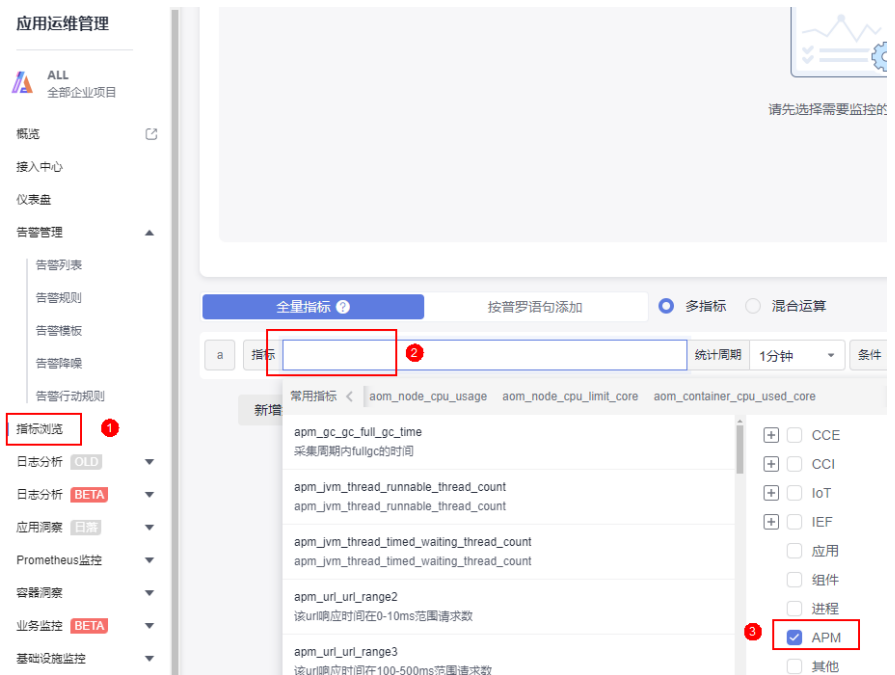 应用运维管理
ALL
全部企业项目
概览
接入中心
仪表盘
告警管理
告警列表
告警规则
告警模板
告警降噪
告警行动规则
指标浏览
1
日志分析 OLD
日志分析 BETA
应用洞察 日落
Prometheus监控
容器洞察
业务监控 BETA
基础设施监控
请先选择需要监控的
全量指标 ?
按普罗语句添加
多指标
混合运算
a
指标
2
统计周期
1分钟
条件
新增
常用指标
aom_node_cpu_usage
aom_node_cpu_limit_core
aom_container_cpu_used_core
apm_gc_gc_full_gc_time
采集周期内fullgc的时间
apm_jvm_thread_runnable_thread_count
apm_jvm_thread_runnable_thread_count
apm_jvm_thread_timed_waiting_thread_count
apm_jvm_thread_timed_waiting_thread_count
apm_url_url_range2
该url响应时间在0-10ms范围请求数
apm_url_url_range3
该url响应时间在100-500ms范围请求数
CCE
CCI
IoT
IEF
应用
组件
进程
3
APM
其他